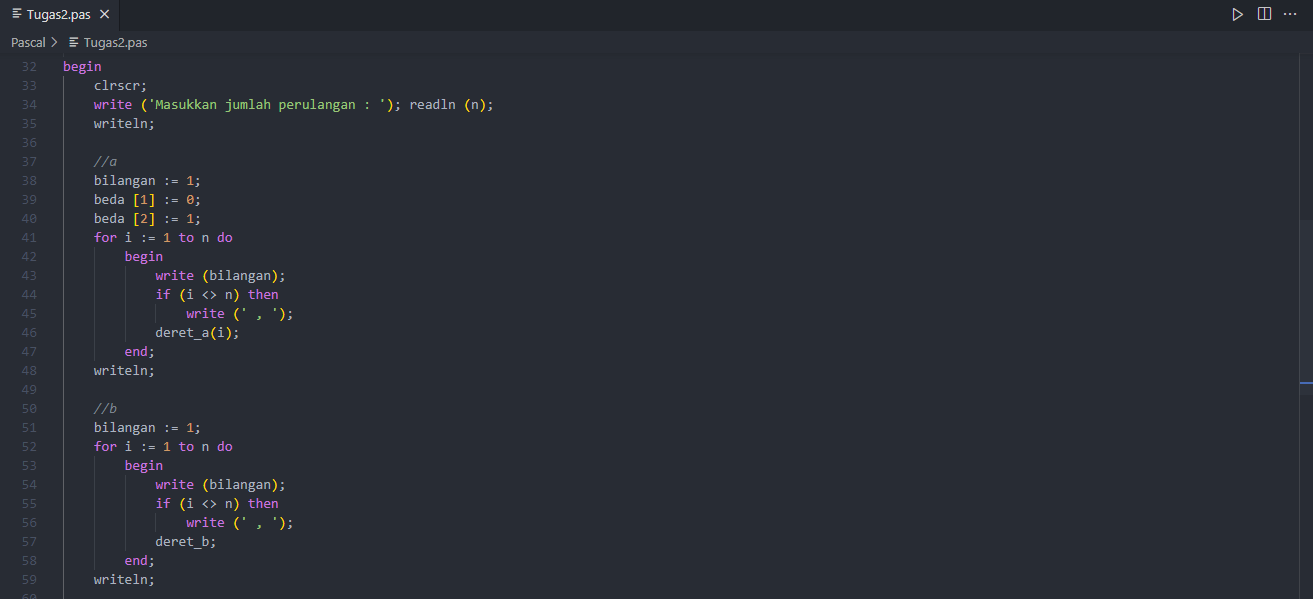 Tugas2.pas
Pascal > Tugas2.pas
32 begin
33     clrscr;
34     write ('Masukkan jumlah perulangan : '); readln (n);
35     writeln;
36
37     //a
38     bilangan := 1;
39     beda [1] := 0;
40     beda [2] := 1;
41     for i := 1 to n do
42         begin
43             write (bilangan);
44             if (i <> n) then
45                 write (' , ');
46             deret_a(i);
47         end;
48     writeln;
49
50     //b
51     bilangan := 1;
52     for i := 1 to n do
53         begin
54             write (bilangan);
55             if (i <> n) then
56                 write (' , ');
57             deret_b;
58         end;
59     writeln;
60